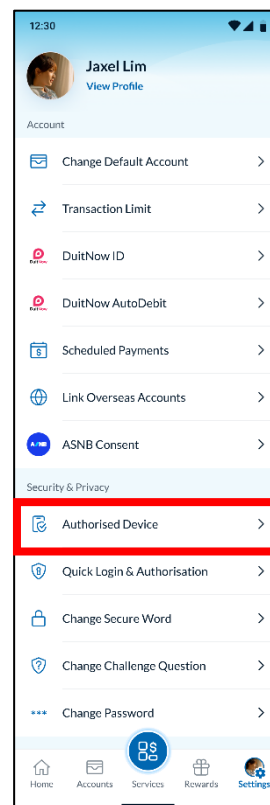 12:30
Jaxel Lim
View Profile
Account
Change Default Account
Transaction Limit
DuitNow ID
DuitNow AutoDebit
Scheduled Payments
Link Overseas Accounts
ASNB Consent
Security & Privacy
Authorised Device
Quick Login & Authorisation
Change Secure Word
Change Challenge Question
*** Change Password
Home Accounts Services Rewards Settings